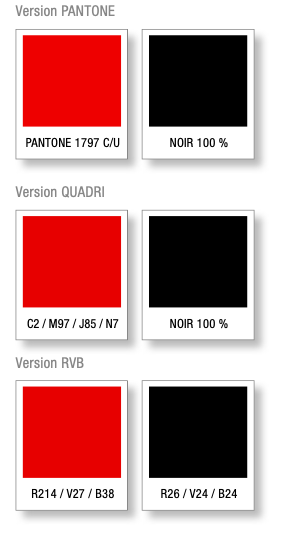 Version PANTONE
PANTONE 1797 C/U
NOIR 100 %
Version QUADRI
C2 / M97 / J85 / N7
NOIR 100 %
Version RVB
R214 / V27 / B38
R26 / V24 / B24